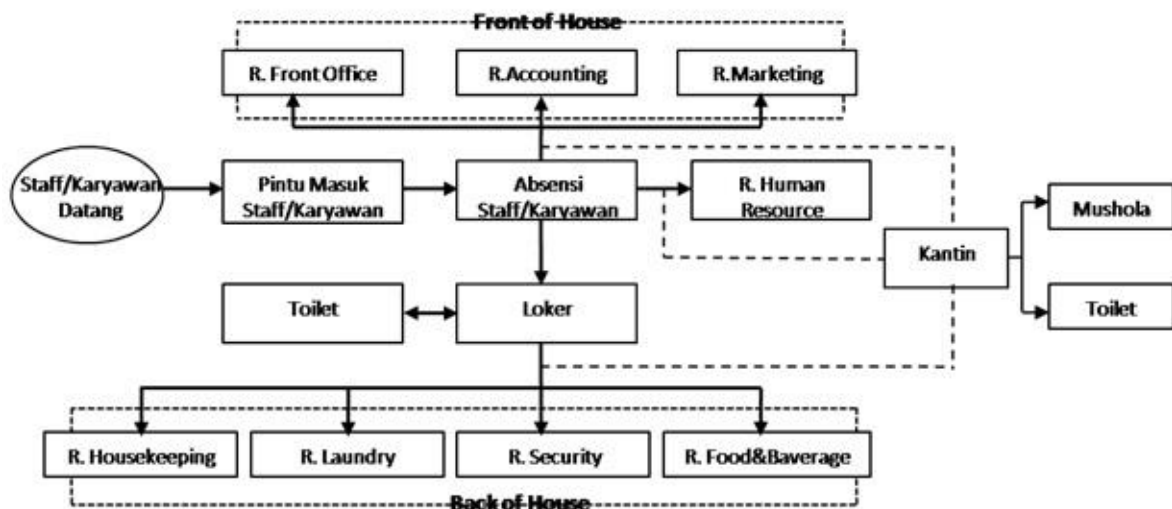 Front of House
R. Front Office
R.Accounting
R.Marketing
Staff/Karyawan
Datang
Pintu Masuk
Staff/Karyawan
Absensi
Staff/Karyawan
R. Human
Resource
Mushola
Kantin
Toilet
Loker
Toilet
R. Housekeeping
R. Laundry
R. Security
R. Food&Baverage
Back of House